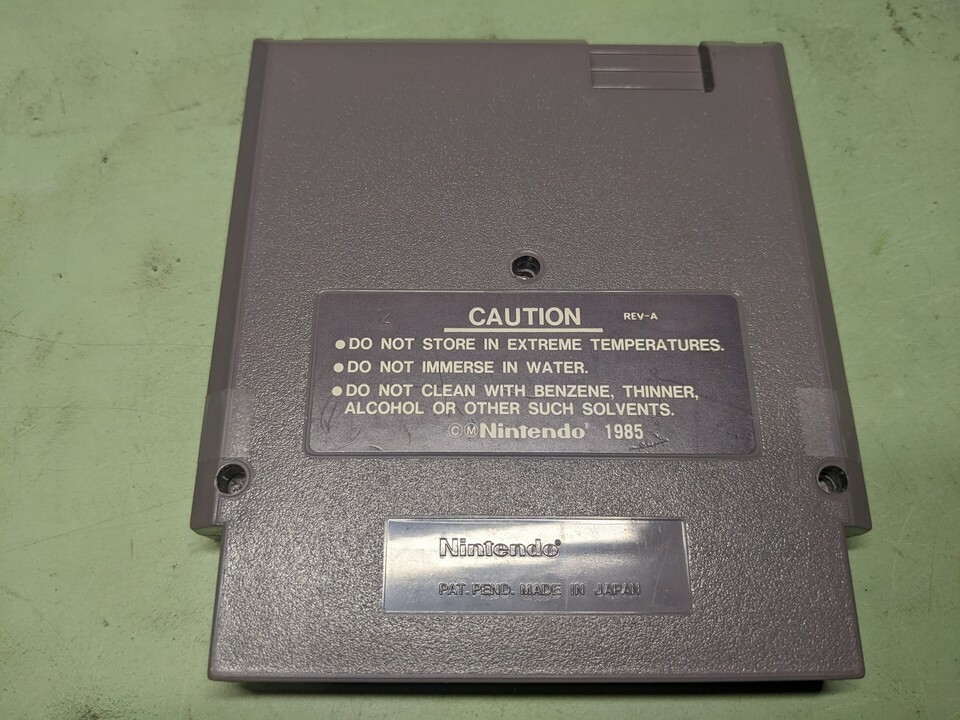 CAUTION REV-A
●DO NOT STORE IN EXTREME TEMPERATURES.
●DO NOT IMMERSE IN WATER.
●DO NOT CLEAN WITH BENZENE, THINNER,
ALCOHOL OR OTHER SUCH SOLVENTS.
©ⓂNintendo® 1985
Nintendo®
PAT. PEND. MADE IN JAPAN